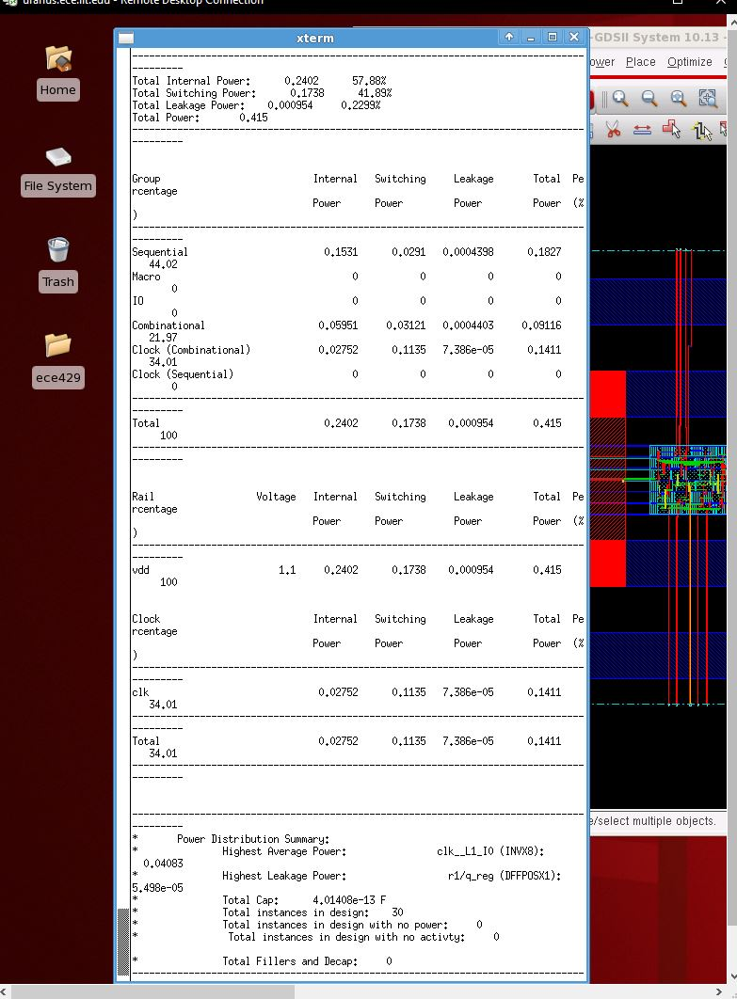 uranus.ece.iit.edu - Remote Desktop Connection
Home
File System
Trash
ece429
xterm
--------------------------------------------------------------------------------
---------
Total Internal Power: 0.2402 57.88%
Total Switching Power: 0.1738 41.89%
Total Leakage Power: 0.000954 0.2299%
Total Power: 0.415
--------------------------------------------------------------------------------
---------
Group Internal Switching Leakage Total Pe
rcentage
Power Power Power Power (%
)
--------------------------------------------------------------------------------
---------
Sequential 0.1531 0.0291 0.0004398 0.1827
44.02
Macro 0 0 0 0
0
IO 0 0 0 0
0
Combinational 0.05951 0.03121 0.0004403 0.09116
21.97
Clock (Combinational) 0.02752 0.1135 7.386e-05 0.1411
34.01
Clock (Sequential) 0 0 0 0
0
--------------------------------------------------------------------------------
---------
Total 0.2402 0.1738 0.000954 0.415
100
--------------------------------------------------------------------------------
---------
Rail Voltage Internal Switching Leakage Total Pe
rcentage
Power Power Power Power (%
)
--------------------------------------------------------------------------------
---------
vdd 1.1 0.2402 0.1738 0.000954 0.415
100
Clock Internal Switching Leakage Total Pe
rcentage
Power Power Power Power (%
)
--------------------------------------------------------------------------------
---------
clk 0.02752 0.1135 7.386e-05 0.1411
34.01
--------------------------------------------------------------------------------
---------
Total 0.02752 0.1135 7.386e-05 0.1411
34.01
--------------------------------------------------------------------------------
---------
--------------------------------------------------------------------------------
---------
* Power Distribution Summary:
* Highest Average Power: clk__L1_I0 (INVX8):
0.04083
* Highest Leakage Power: r1/q_reg (DFFPOSX1):
5.498e-05
* Total Cap: 4.01408e-13 F
* Total instances in design: 30
* Total instances in design with no power: 0
* Total instances in design with no activty: 0
* Total Fillers and Decap: 0
--------------------------------------------------------------------------------
-GDSII System 10.13 -
ower Place Optimize
e/select multiple objects.